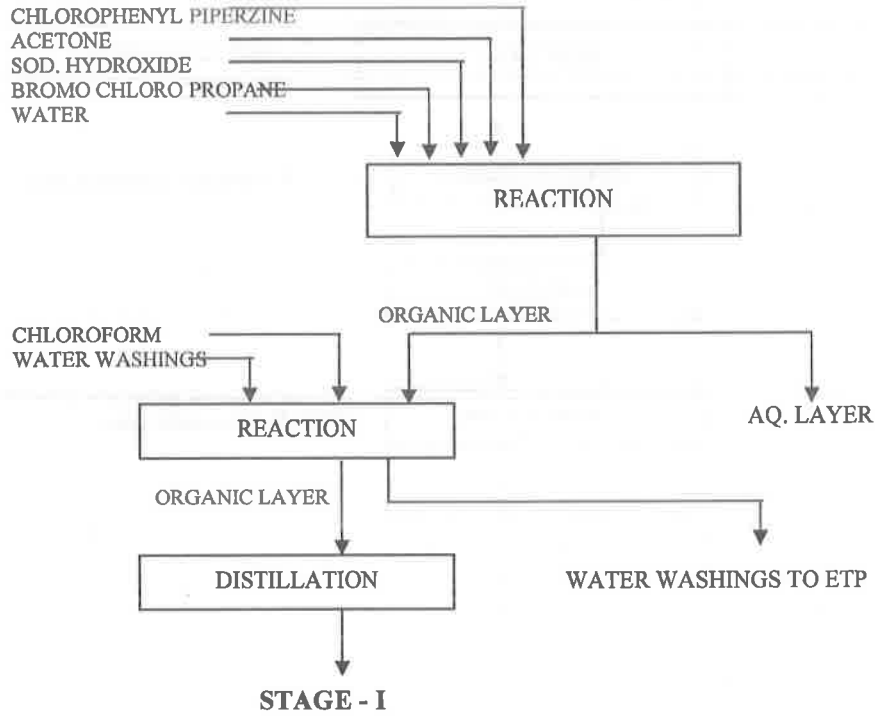 CHLOROPHENYL PIPERZINE
ACETONE
SOD. HYDROXIDE
BROMO CHLORO PROPANE
WATER
REACTION
ORGANIC LAYER
CHLOROFORM
WATER WASHINGS
AQ. LAYER
REACTION
ORGANIC LAYER
DISTILLATION
WATER WASHINGS TO ETP
STAGE - I